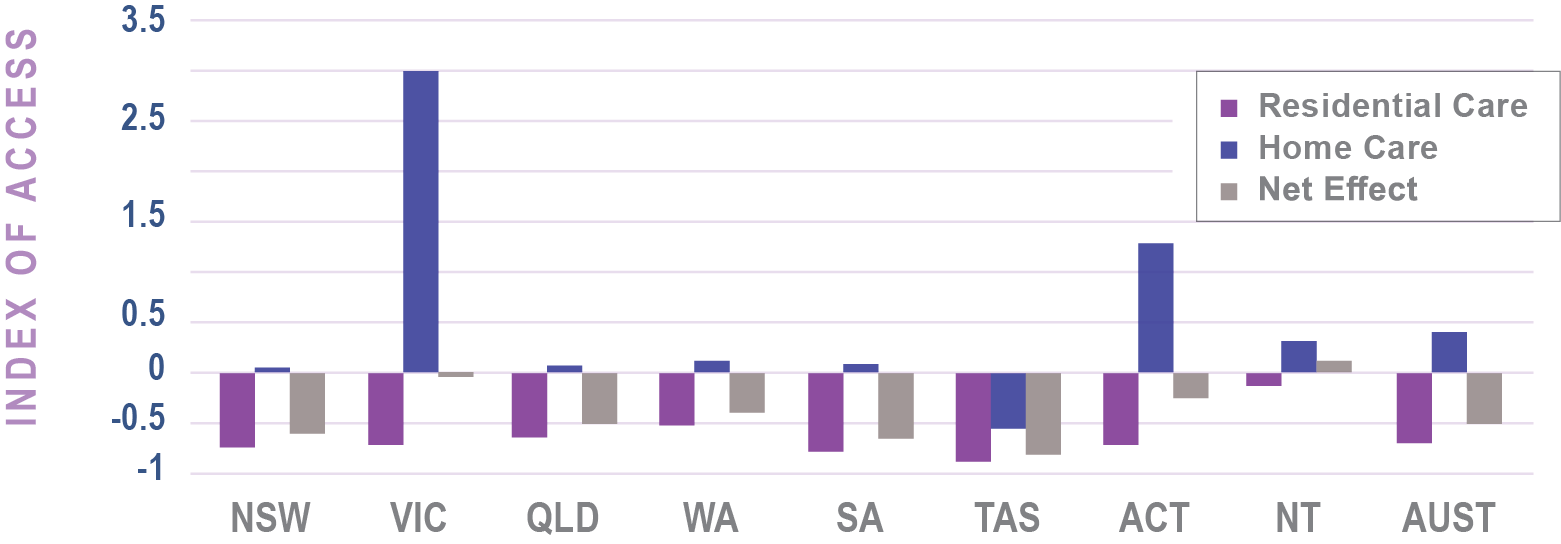 INDEX OF ACCESS
3.5
2.5
1.5
0.5
0
-0.5
-1
Residential Care
Home Care
Net Effect
NSW VIC QLD WA SA TAS ACT NT AUST